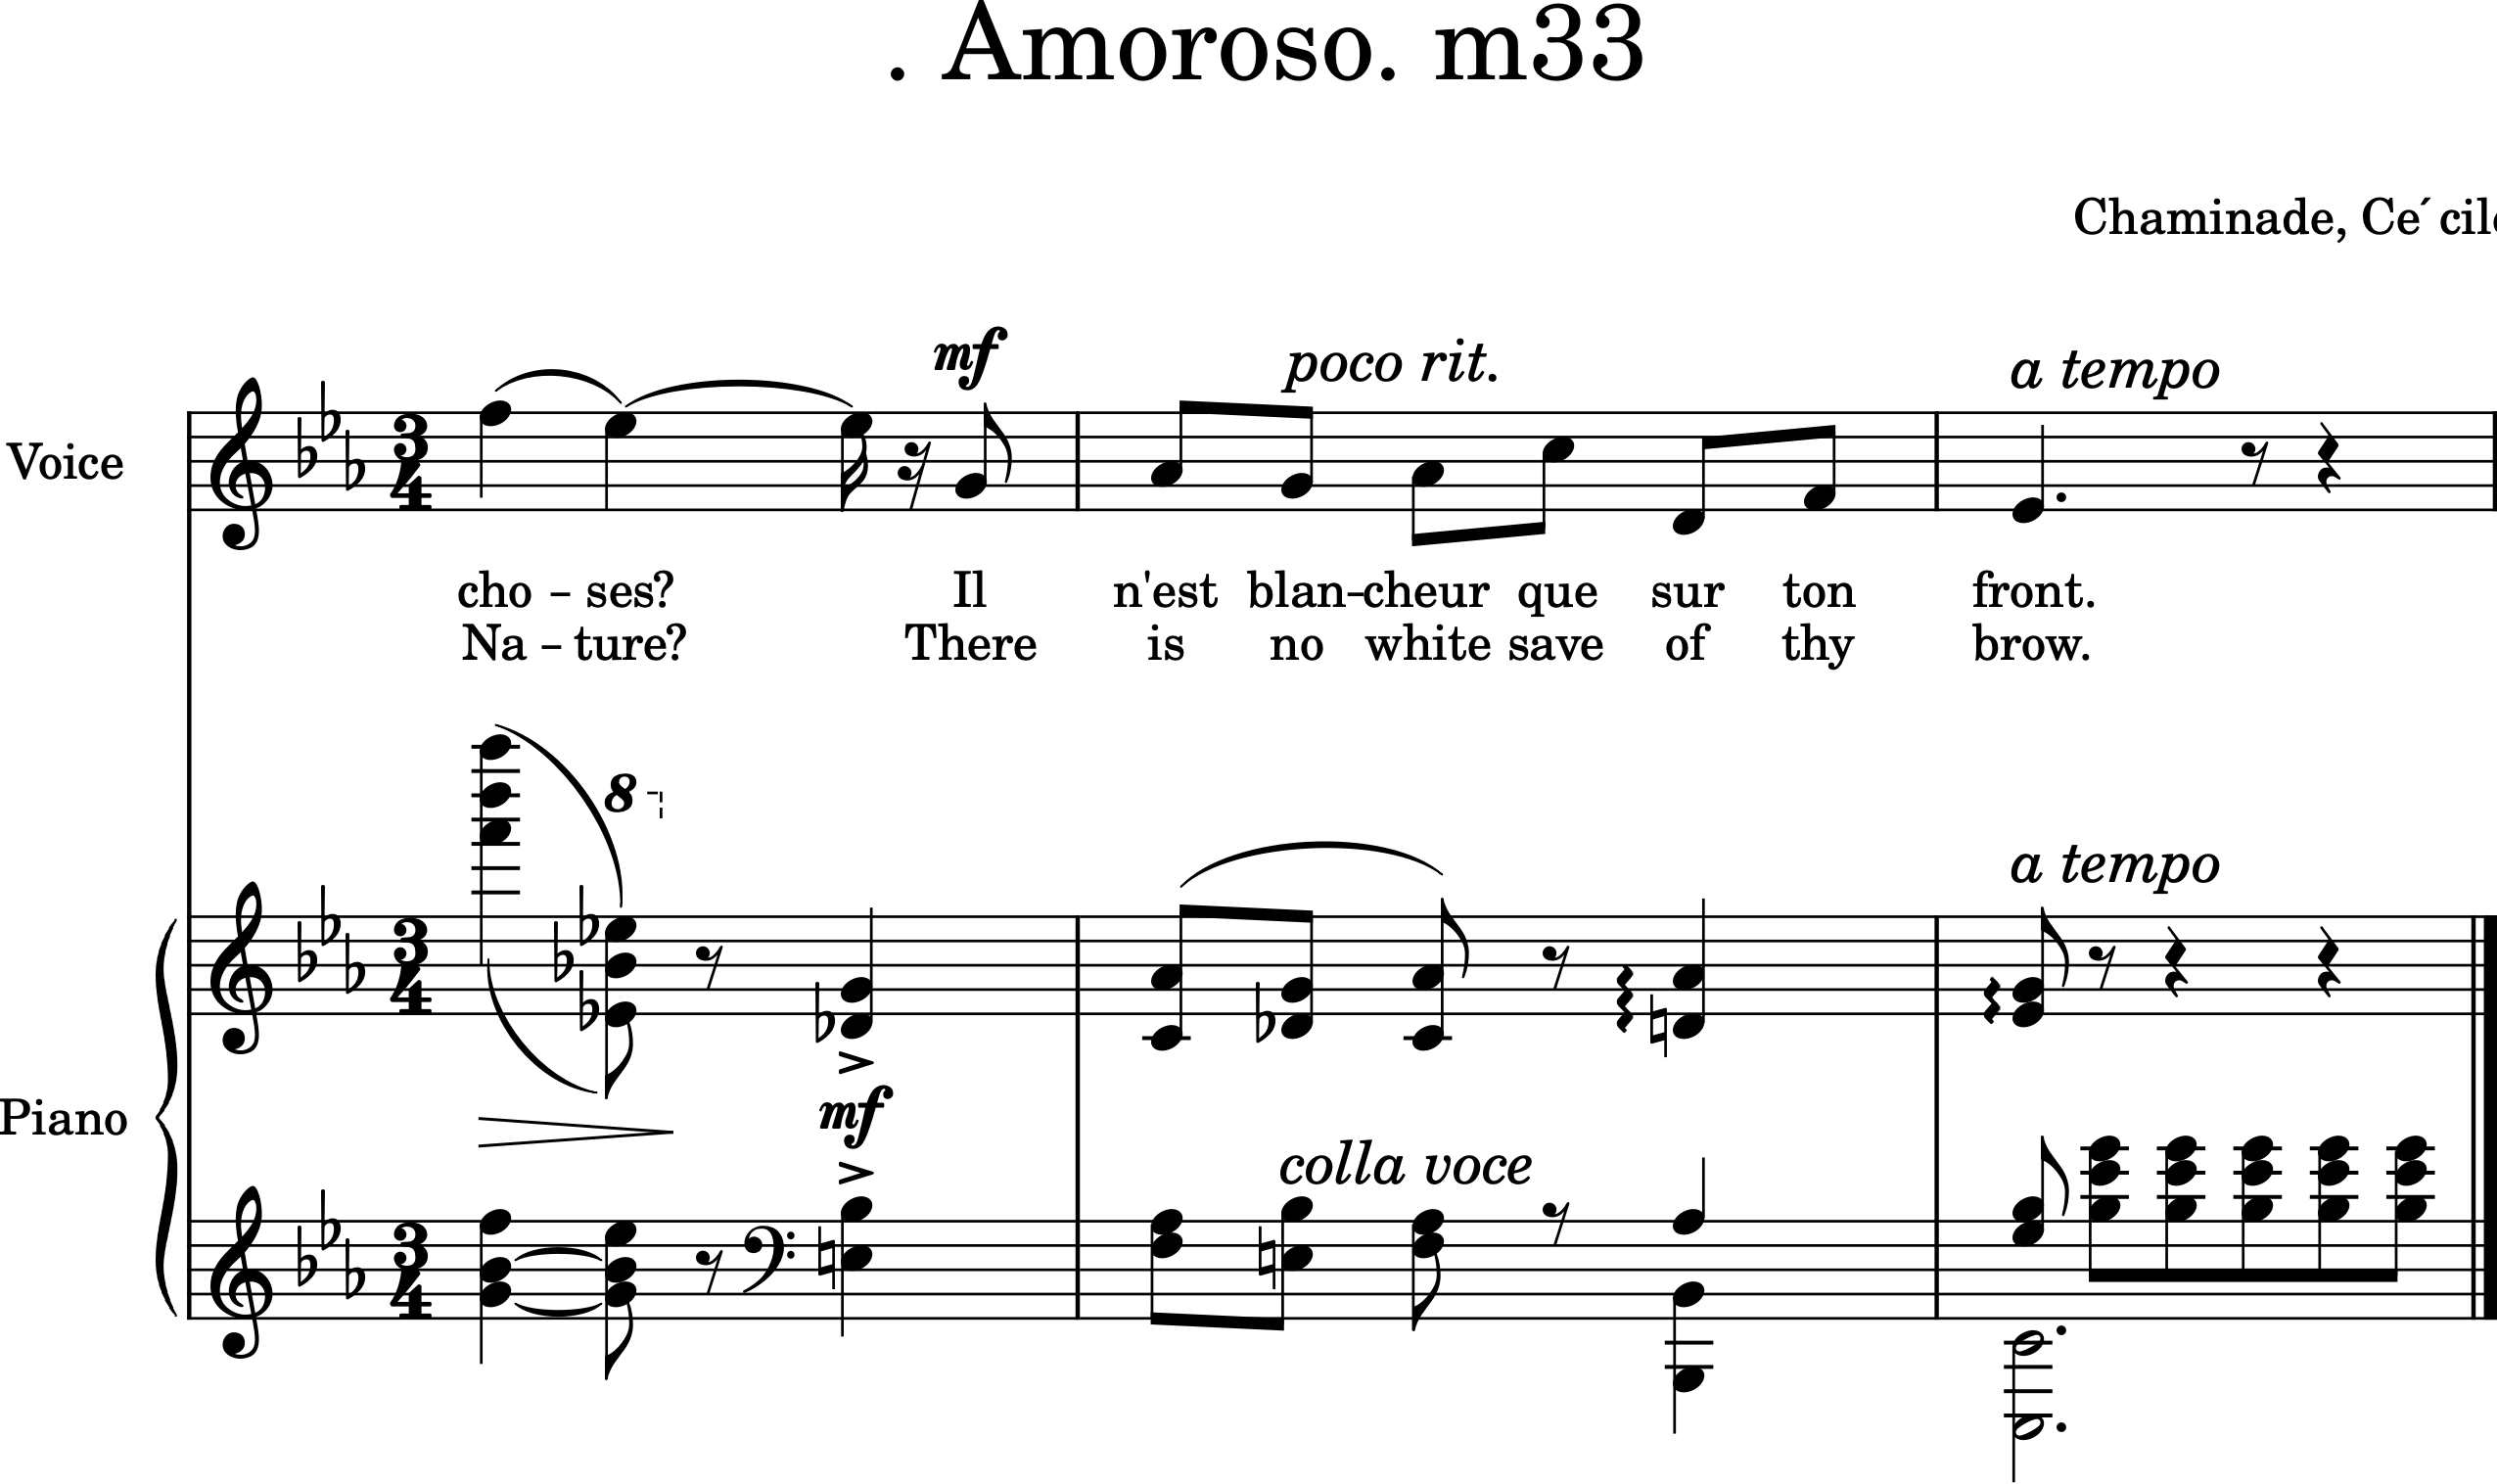 . Amoroso. m33
Chaminade, Ce´ cile
mf
poco rit.
a tempo
Voice
cho – ses? Il n'est blan–cheur que sur ton front.
Na – ture? There is no white save of thy brow.
8
a tempo
Piano
mf
colla voce